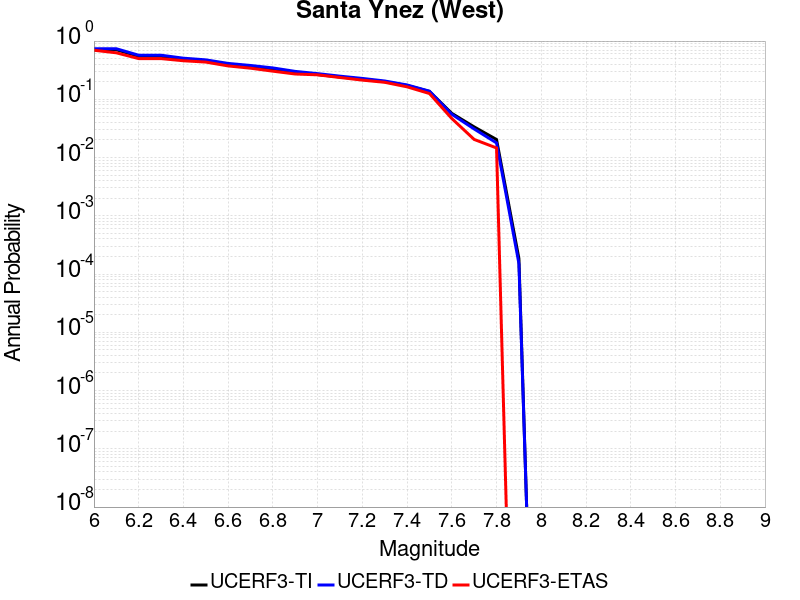 Santa Ynez (West)
10^0
10^-1
10^-2
10^-3
10^-4
10^-5
10^-6
10^-7
10^-8
Annual Probability
6 6.2 6.4 6.6 6.8 7 7.2 7.4 7.6 7.8 8 8.2 8.4 8.6 8.8 9
Magnitude
UCERF3-TI UCERF3-TD UCERF3-ETAS